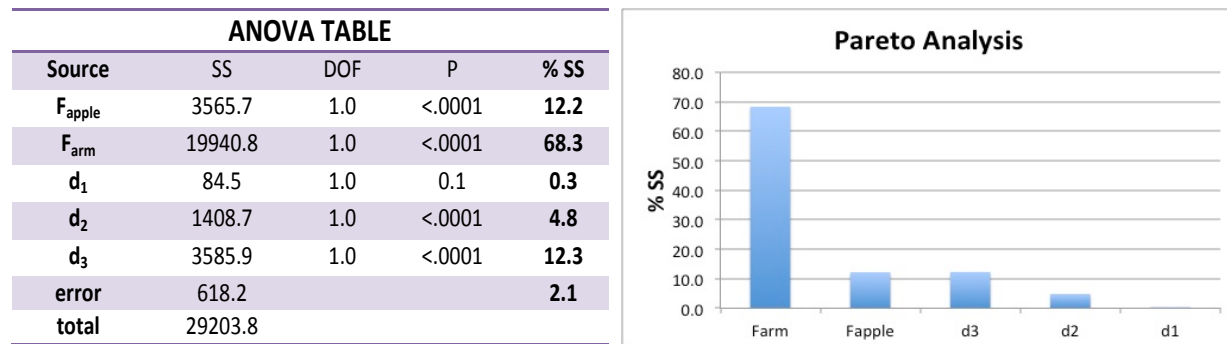 ANOVA TABLE
Source SS DOF P % SS
Fapple 3565.7 1.0 <.0001 12.2
Farm 19940.8 1.0 <.0001 68.3
d1 84.5 1.0 0.1 0.3
d2 1408.7 1.0 <.0001 4.8
d3 3585.9 1.0 <.0001 12.3
error 618.2 2.1
total 29203.8
Pareto Analysis
% SS
80.0
70.0
60.0
50.0
40.0
30.0
20.0
10.0
0.0
Farm Fapple d3 d2 d1